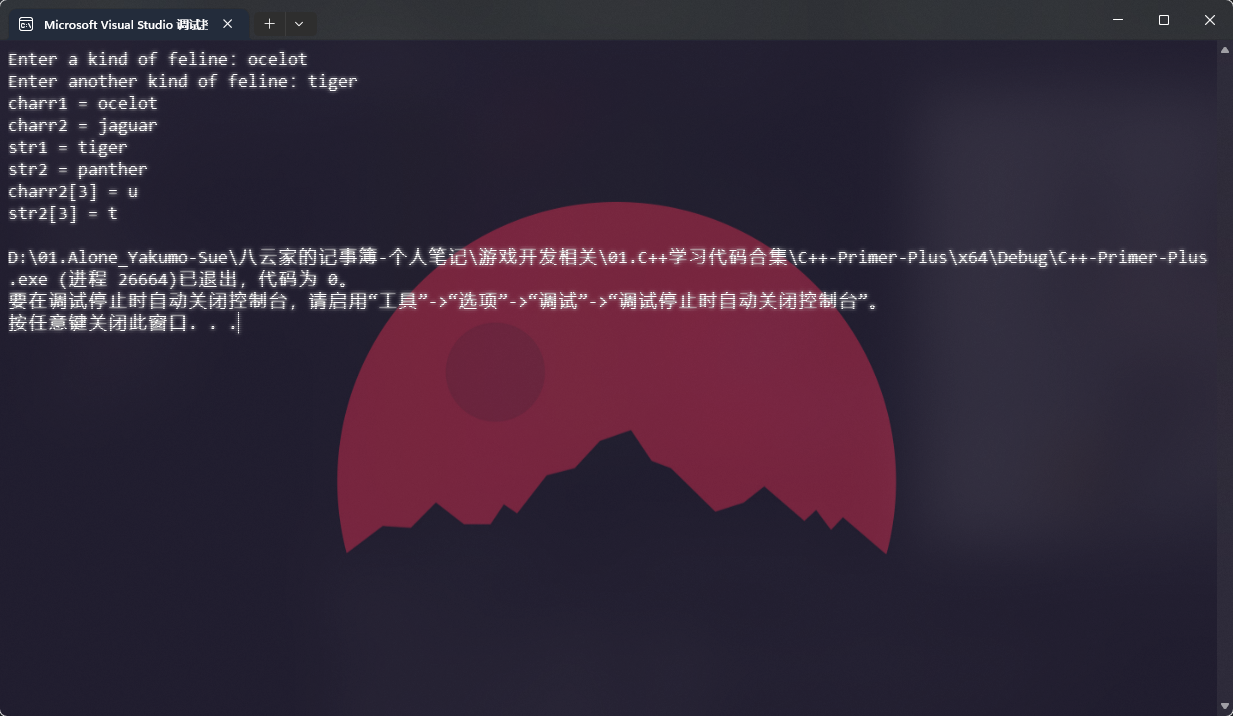 Microsoft Visual Studio 调试
Enter a kind of feline: ocelot
Enter another kind of feline: tiger
charr1 = ocelot
charr2 = jaguar
str1 = tiger
str2 = panther
charr2[3] = u
str2[3] = t
D:\01.Alone_Yakumo-Sue\八云家的记事簿-个人笔记\游戏开发相关\01.C++学习代码合集\C++-Primer-Plus\x64\Debug\C++-Primer-Plus
.exe (进程 26664)已退出，代码为 0。
要在调试停止时自动关闭控制台，请启用“工具”->“选项”->“调试”->“调试停止时自动关闭控制台”。
按任意键关闭此窗口. . .